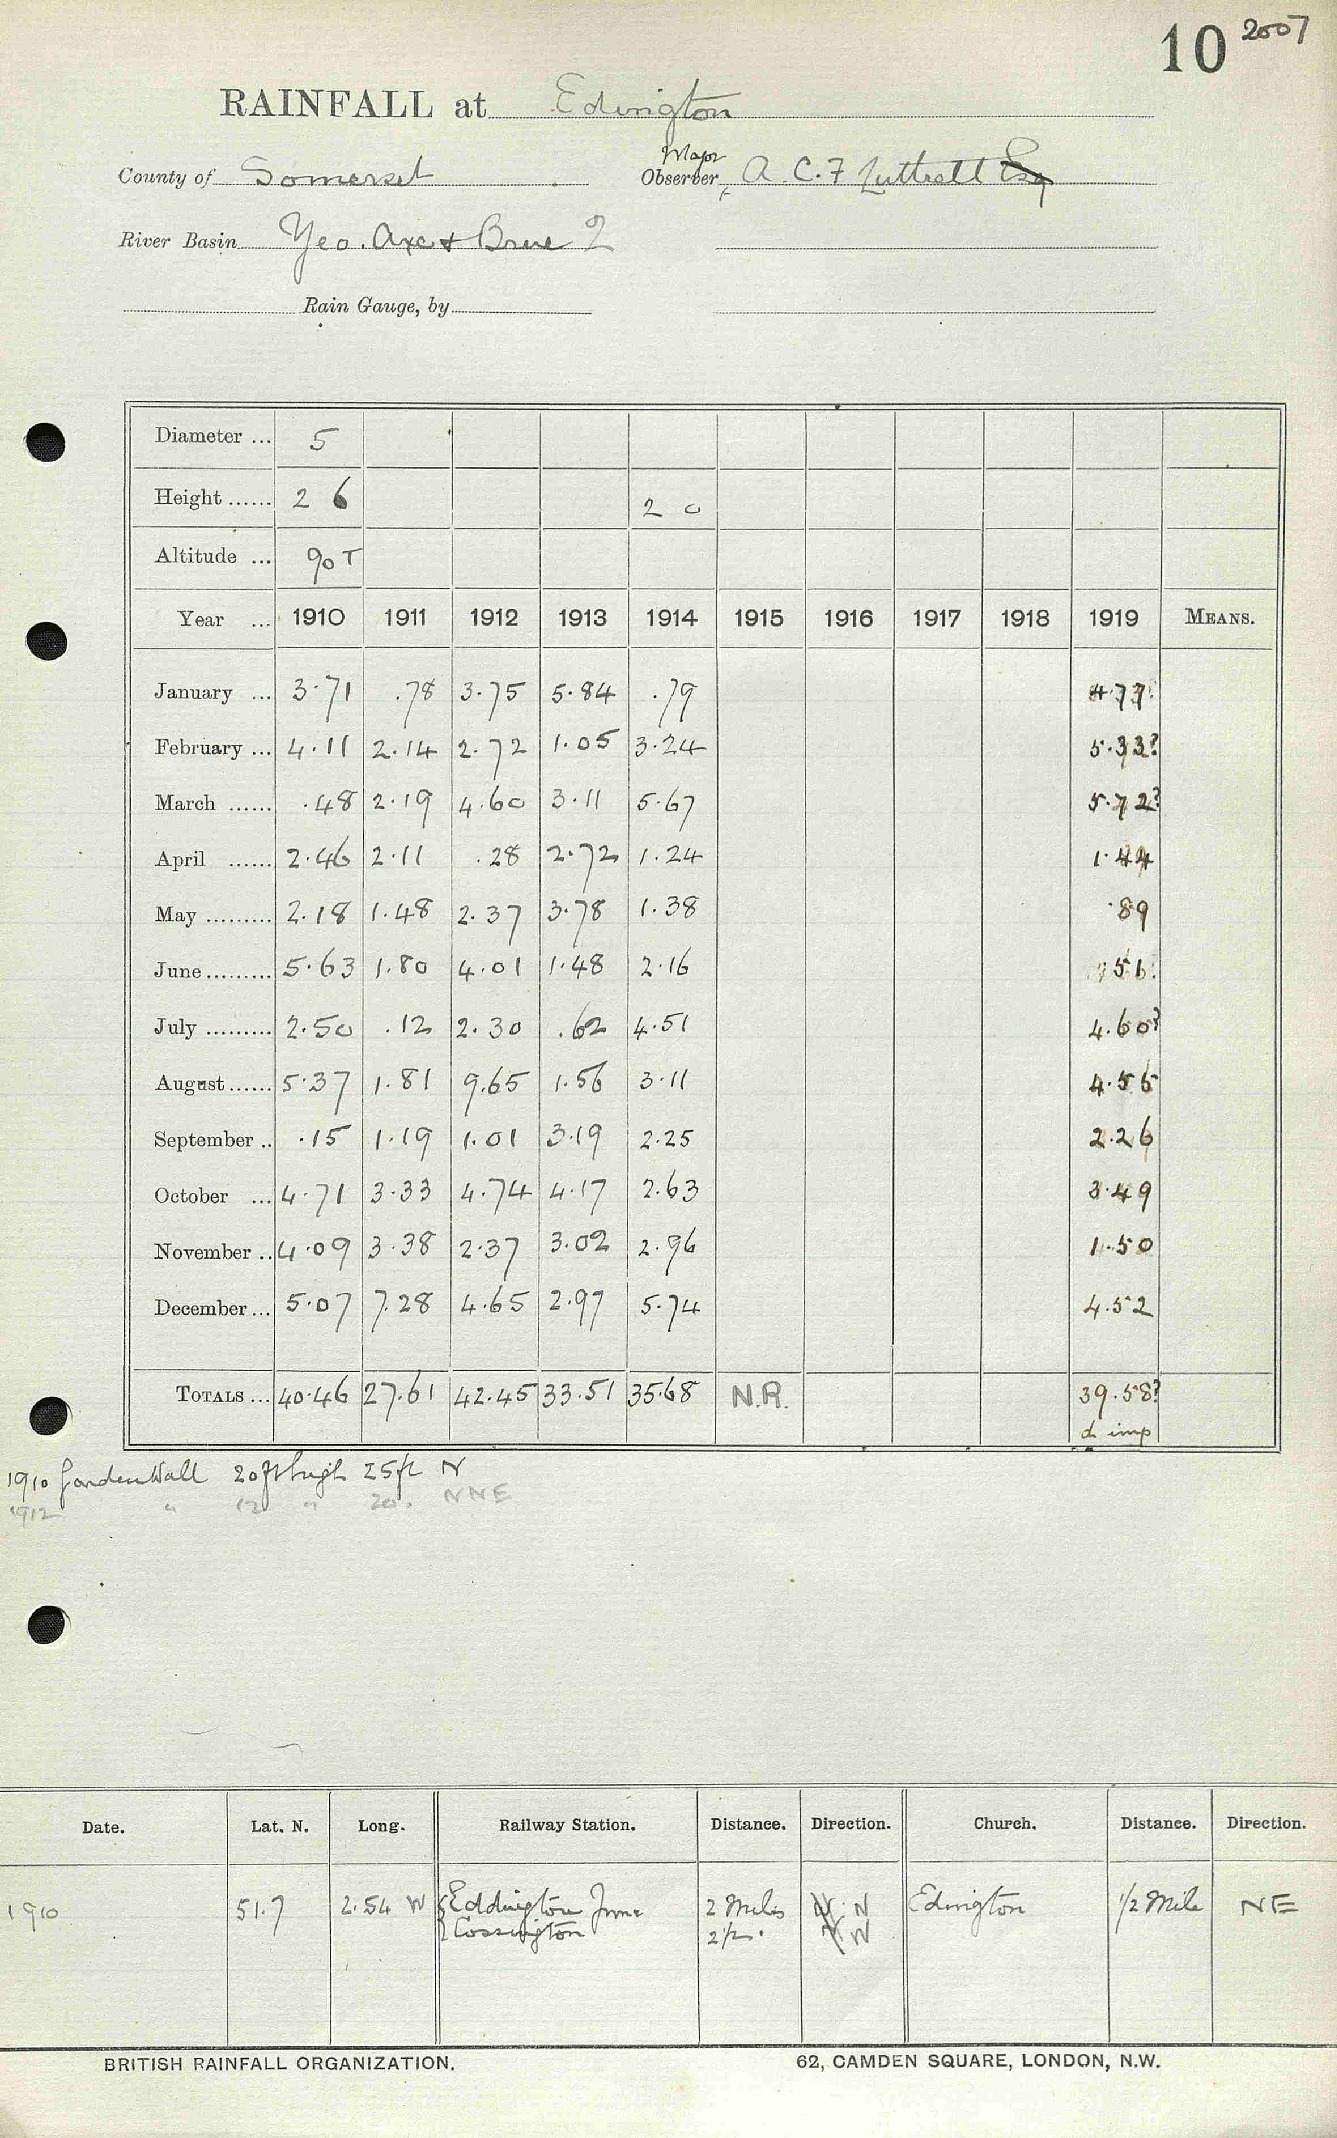 10 2007
RAINFALL at Edington
County of Somerset Major Observer, A. C. F Luttrell Esq
River Basin Yeo. Axe & Brue 2
Rain Gauge, by
Diameter ... 5
Height ...... 2 6 2 0
Altitude ... 90 T
Year ... 1910 1911 1912 1913 1914 1915 1916 1917 1918 1919 MEANS.
January ... 3.71 .78 3.75 5.84 .79 4.77
February ... 4.11 2.14 2.72 1.05 3.24 5.33?
March ...... .48 2.19 4.60 3.11 5.67 5.72?
April ...... 2.46 2.11 .28 2.72 1.24 1.44
May ......... 2.18 1.48 2.37 3.78 1.38 .89
June ......... 5.63 1.80 4.01 1.48 2.16
July ......... 2.50 .12 2.30 .62 4.51 4.60?
August ...... 5.37 1.81 9.65 1.56 3.11 4.56
September .. .15 1.19 1.01 3.19 2.25 2.26
October ... 4.71 3.33 4.74 4.17 2.63 3.49
November .. 4.09 3.38 2.37 3.02 2.96 1.50
December ... 5.07 7.28 4.65 2.97 5.74 4.52
TOTALS ... 40.46 27.61 42.45 33.51 35.68 N.R. 39.58?
d imp
1910 Garden Wall 20ft high 25ft N
1912 " 12 " 20. NNE
Date. Lat. N. Long. Railway Station. Distance. Direction. Church. Distance. Direction.
1910 51.7 2.54 W Eddington Junc 2 Miles N Edington 1/2 Mile NE
Cossington 2 1/2 . W
BRITISH RAINFALL ORGANIZATION. 62, CAMDEN SQUARE, LONDON, N.W.